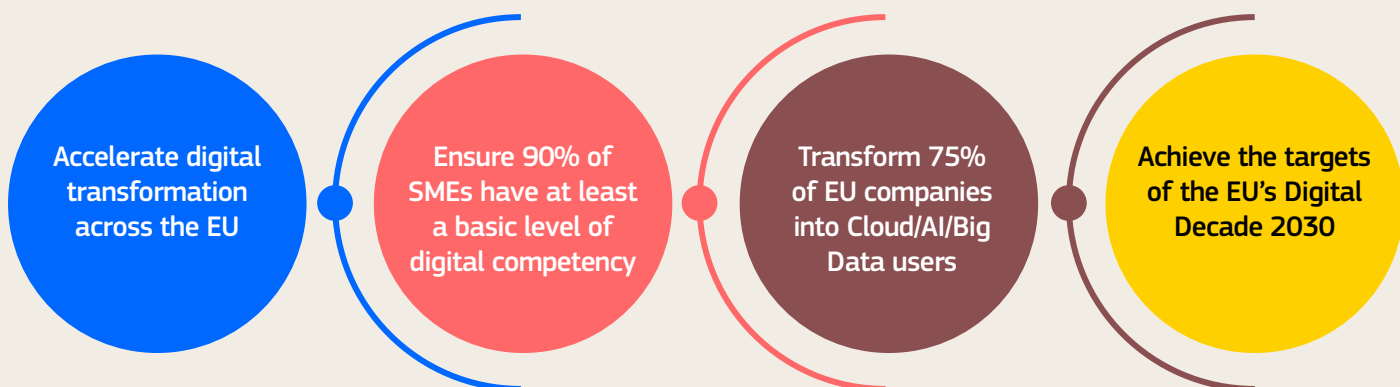 Accelerate digital
transformation
across the EU
Ensure 90% of
SMEs have at least
a basic level of
digital competency
Transform 75%
of EU companies
into Cloud/AI/Big
Data users
Achieve the targets
of the EU's Digital
Decade 2030